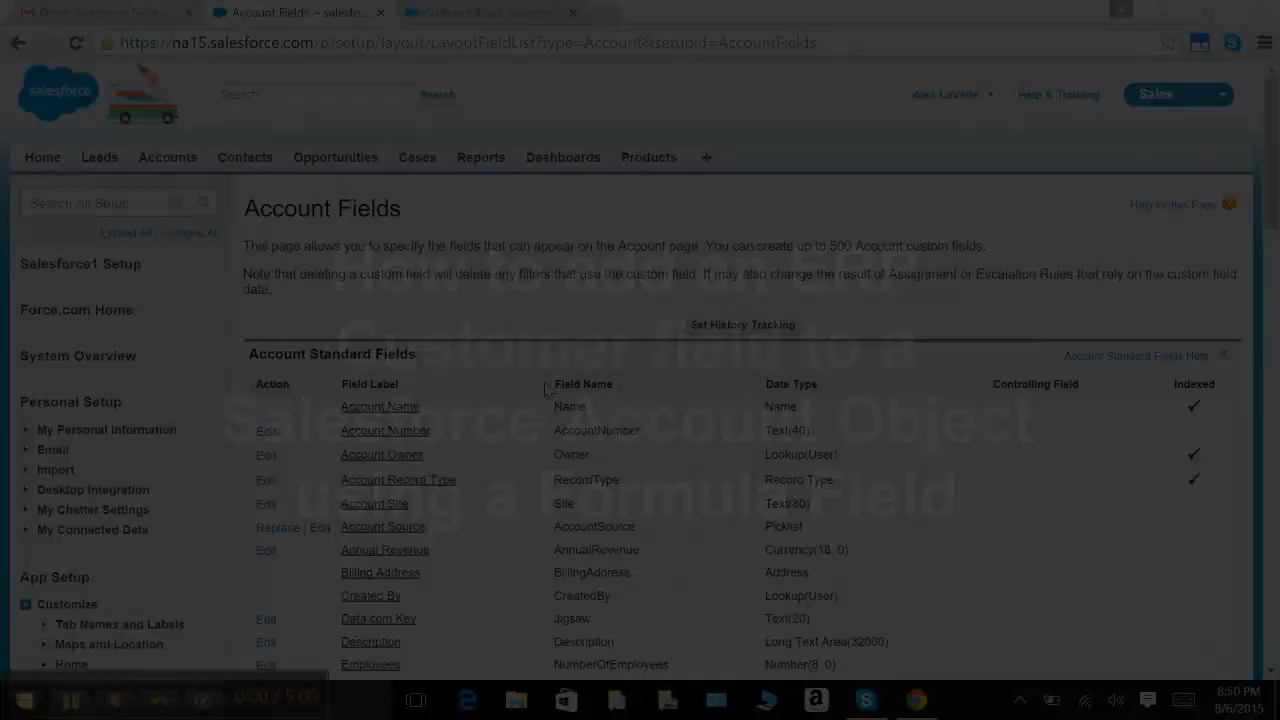 Account Fields – salesfo...
https://na15.salesforce.com/p/setup/layout/LayoutFieldList?type=Account&setupid=AccountFields
salesforce
Search...
Search
Alex LaVelle
Help & Training
Sales
Home Leads Accounts Contacts Opportunities Cases Reports Dashboards Products +
Search All Setup
Expand All | Collapse All
Salesforce1 Setup
Force.com Home
System Overview
Personal Setup
My Personal Information
Email
Import
Desktop Integration
My Chatter Settings
My Connected Data
App Setup
Customize
Tab Names and Labels
Maps and Location
Home
Account Fields
Help for this Page
This page allows you to specify the fields that can appear on the Account page. You can create up to 500 Account custom fields.
Note that deleting a custom field will delete any filters that use the custom field. It may also change the result of Assignment or Escalation Rules that rely on the custom field
data.
Set History Tracking
Account Standard Fields
Account Standard Fields Help ?
Action Field Label Field Name Data Type Controlling Field Indexed
Account Name Name Name
Edit Account Number AccountNumber Text(40)
Edit Account Owner Owner Lookup(User)
Edit Account Record Type RecordType Record Type
Edit Account Site Site Text(80)
Replace | Edit Account Source AccountSource Picklist
Edit Annual Revenue AnnualRevenue Currency(18, 0)
Billing Address BillingAddress Address
Created By CreatedBy Lookup(User)
Edit Data.com Key Jigsaw Text(20)
Edit Description Description Long Text Area(32000)
Edit Employees NumberOfEmployees Number(8, 0)
How to add an ERP
Customer field to a
Salesforce Account Object
using a Formula Field
0:00 / 5:00
8:50 PM
8/6/2015